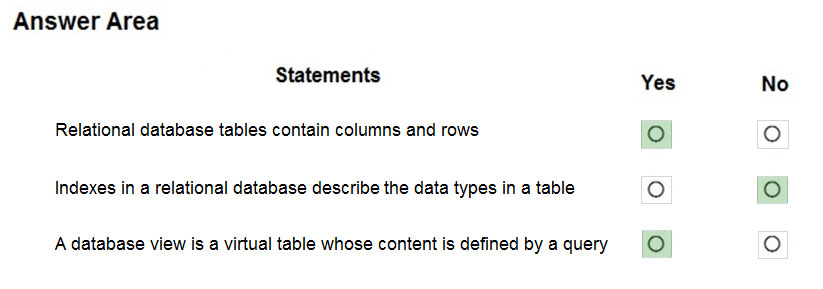 Answer Area
Statements Yes No
Relational database tables contain columns and rows
Indexes in a relational database describe the data types in a table
A database view is a virtual table whose content is defined by a query